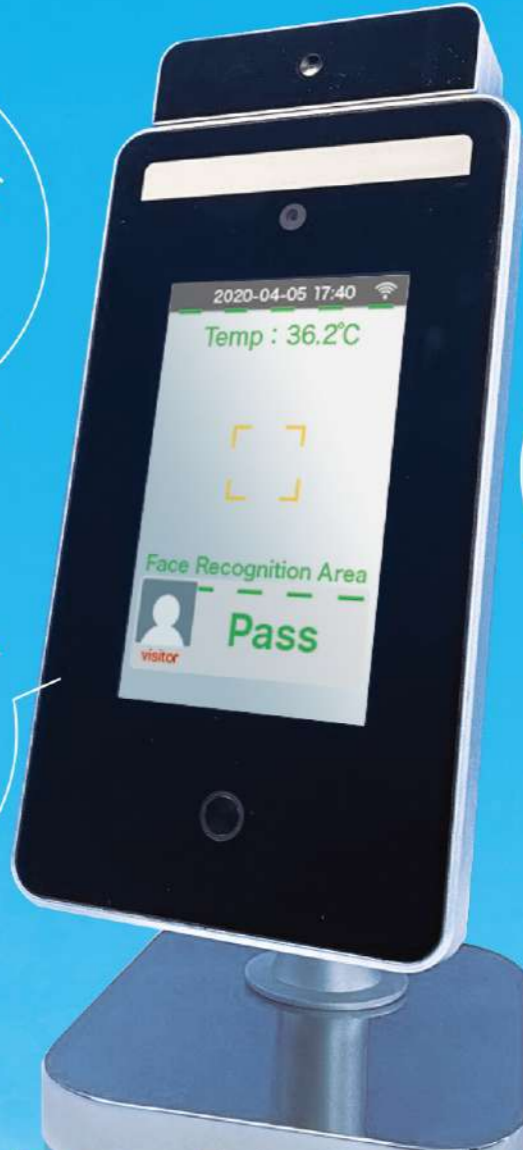 2020-04-05 17:40
Temp : 36.2°C
Face Recognition Area
Pass
visitor